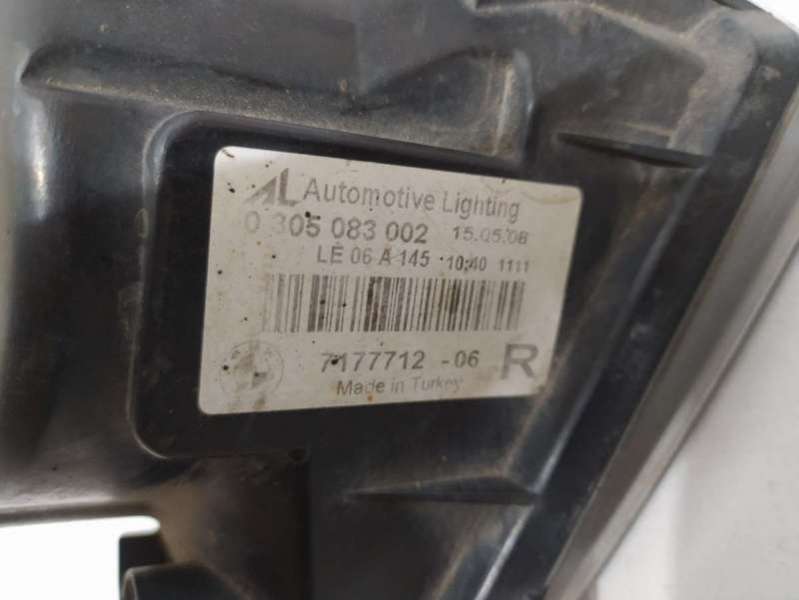 AL Automotive Lighting
0 305 083 002 15.05.08
LE 06 A 145 10:40 1111
7177712 -06 R
Made in Turkey